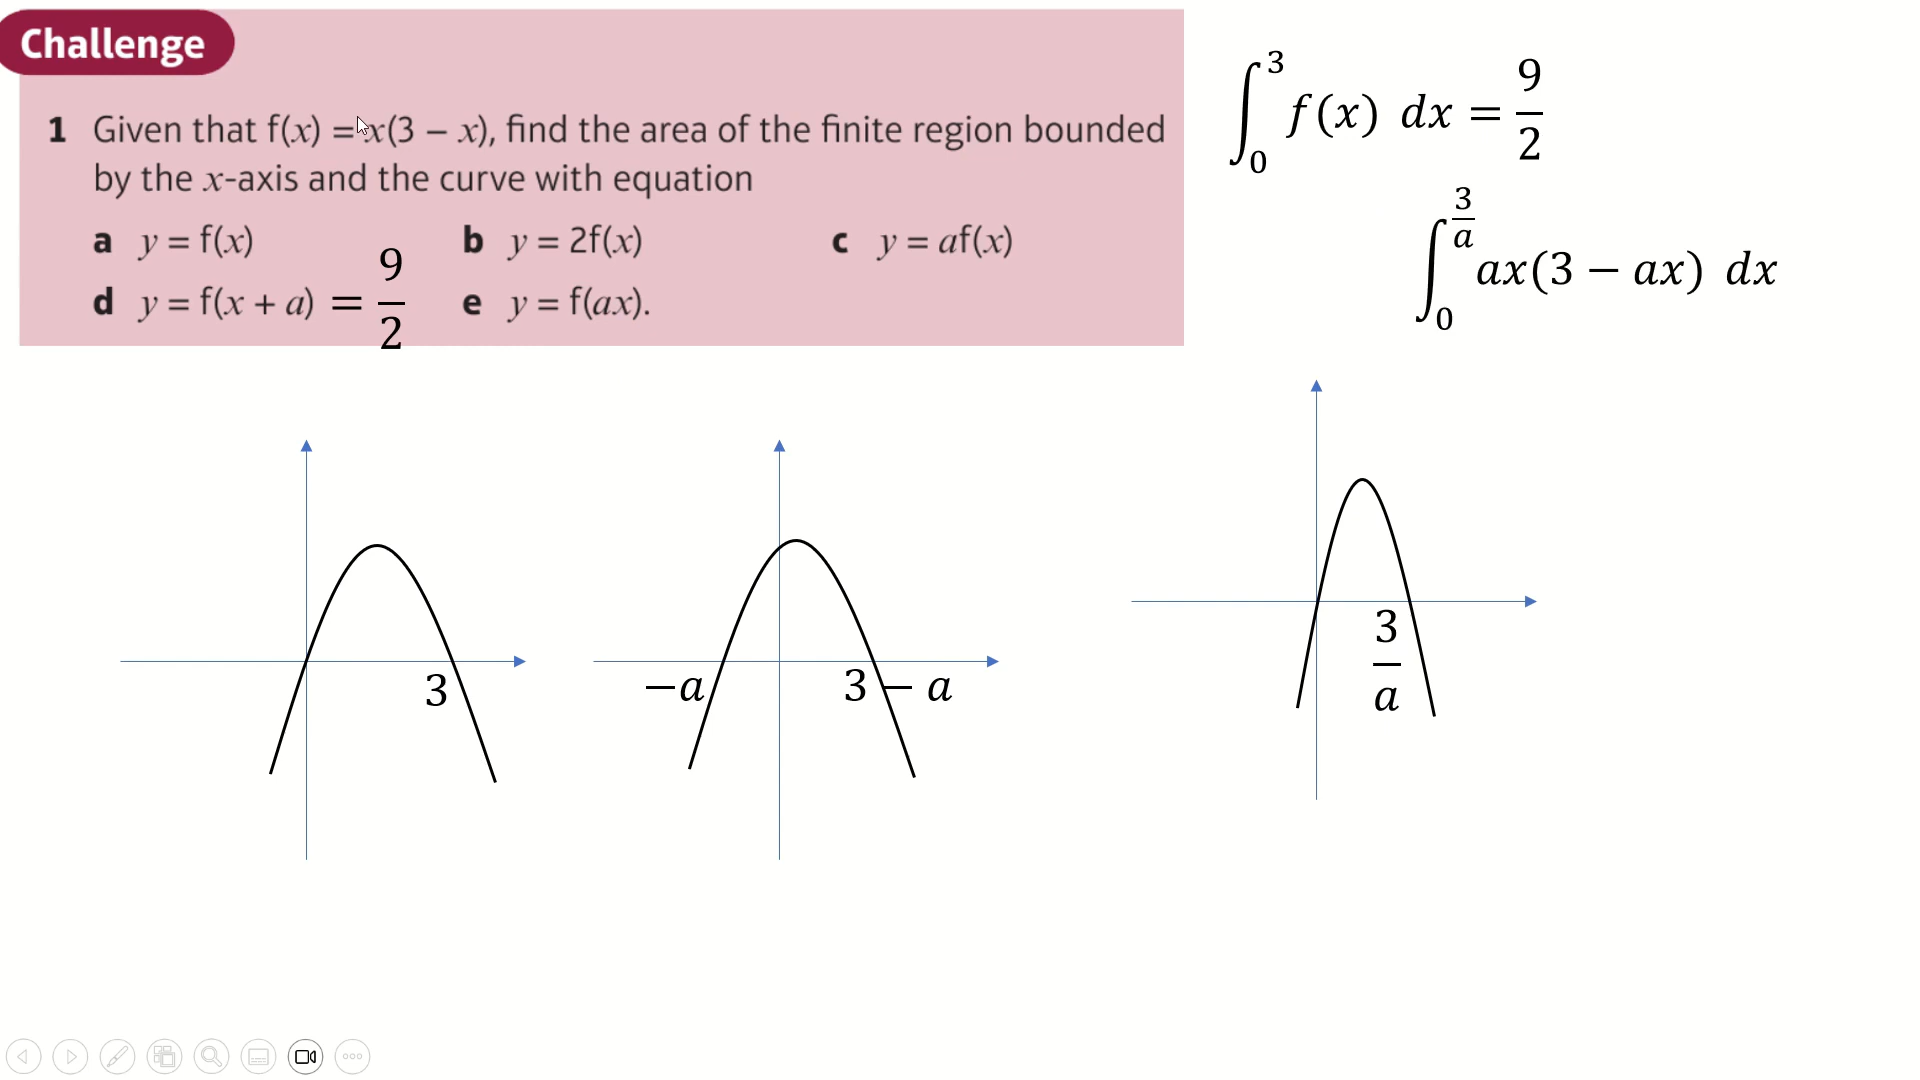 Challenge
1 Given that f(x) = x(3 − x), find the area of the finite region bounded
by the x-axis and the curve with equation
a y = f(x) b y = 2f(x) c y = af(x)
d y = f(x + a) = 9/2 e y = f(ax).
∫₀³ f(x) dx = 9/2
∫₀^(3/a) ax(3 − ax) dx
3
−a 3 − a
3/a